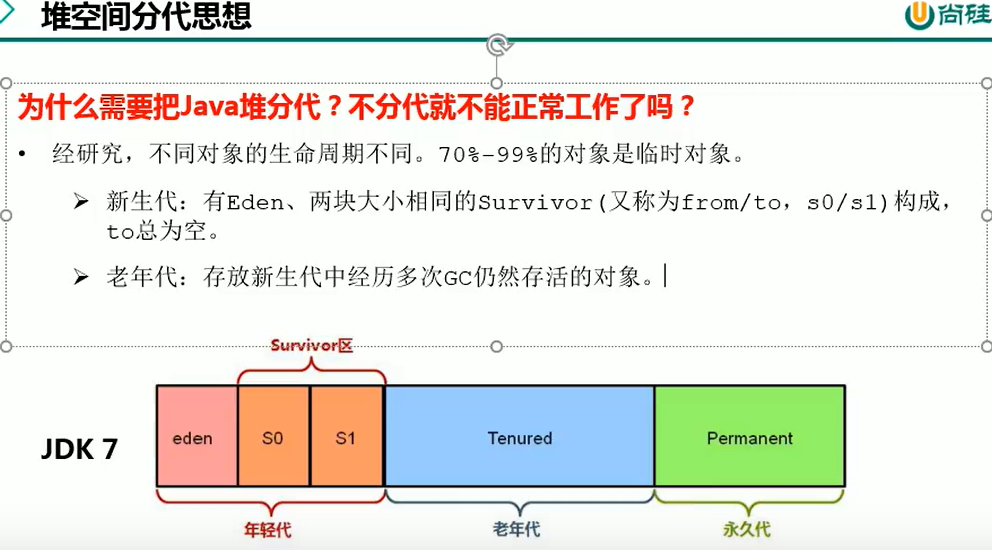 堆空间分代思想
尚硅
为什么需要把Java堆分代？不分代就不能正常工作了吗？
• 经研究，不同对象的生命周期不同。70%-99%的对象是临时对象。
➢ 新生代：有Eden、两块大小相同的Survivor(又称为from/to，s0/s1)构成，
to总为空。
➢ 老年代：存放新生代中经历多次GC仍然存活的对象。
Survivor区
JDK 7
eden
S0
S1
Tenured
Permanent
年轻代
老年代
永久代